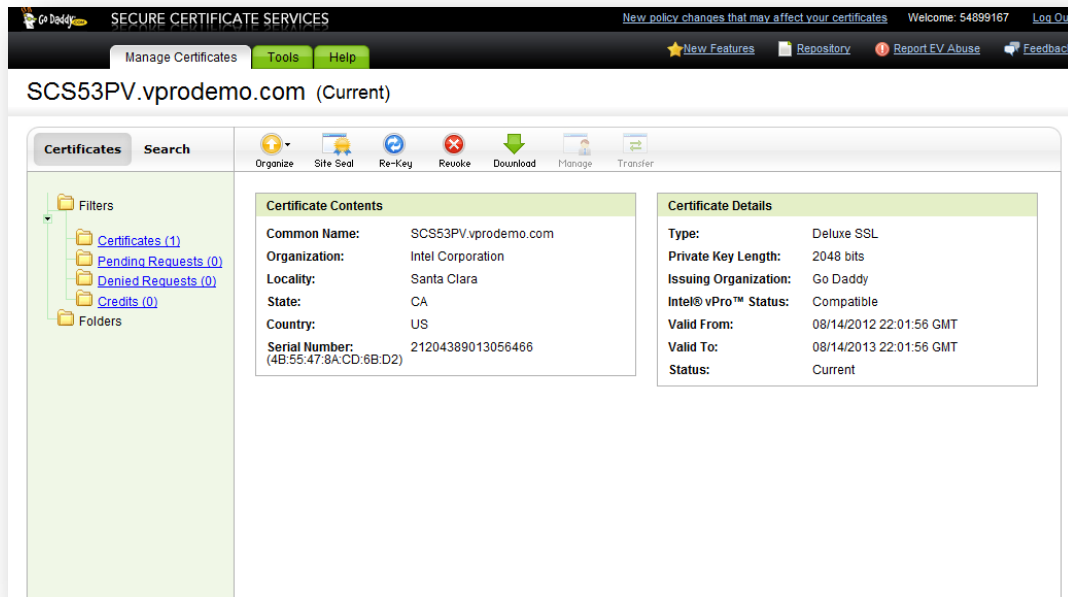 Go Daddy.com SECURE CERTIFICATE SERVICES New policy changes that may affect your certificates Welcome: 54899167 Log Ou
Manage Certificates Tools Help New Features Repository Report EV Abuse Feedbac
SCS53PV.vprodemo.com (Current)
Certificates Search
Organize Site Seal Re-Key Revoke Download Manage Transfer
Filters
Certificates (1)
Pending Requests (0)
Denied Requests (0)
Credits (0)
Folders
Certificate Contents
Common Name: SCS53PV.vprodemo.com
Organization: Intel Corporation
Locality: Santa Clara
State: CA
Country: US
Serial Number: 21204389013056466
(4B:55:47:8A:CD:6B:D2)
Certificate Details
Type: Deluxe SSL
Private Key Length: 2048 bits
Issuing Organization: Go Daddy
Intel® vPro™ Status: Compatible
Valid From: 08/14/2012 22:01:56 GMT
Valid To: 08/14/2013 22:01:56 GMT
Status: Current